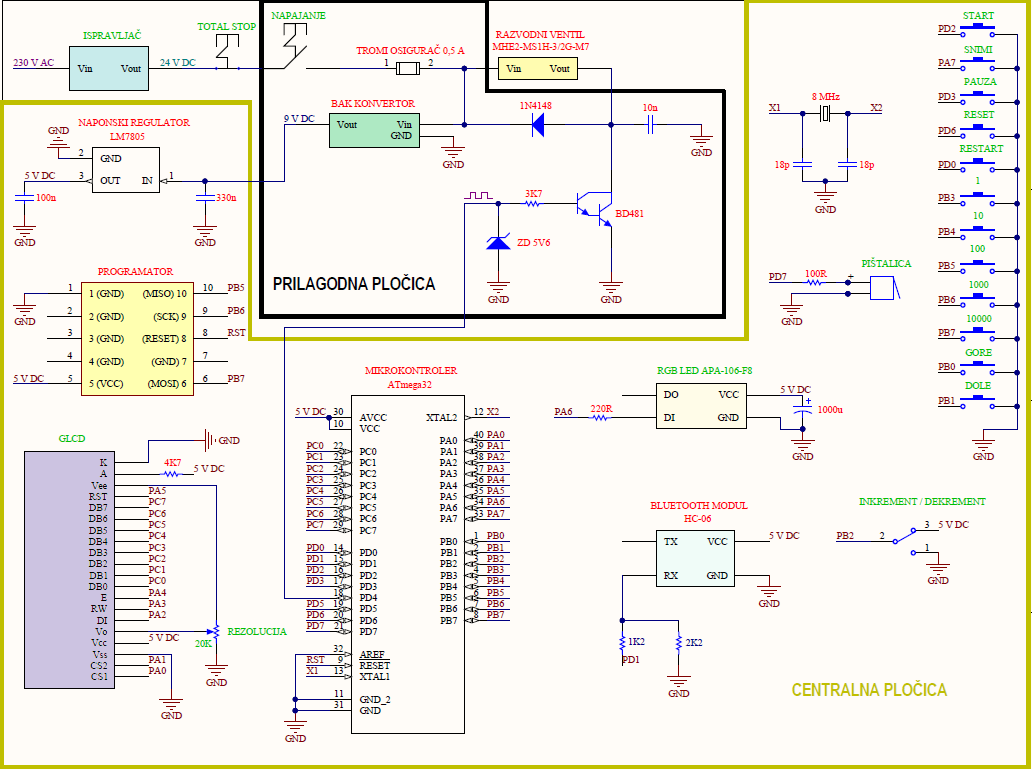 ISPRAVLJAČ
TOTAL STOP
NAPAJANJE
230 V AC
Vin
Vout
24 V DC
TROMI OSIGURAČ 0,5 A
1
2
RAZVODNI VENTIL
MHE2-MS1H-3/2G-M7
Vin
Vout
BAK KONVERTOR
9 V DC
Vout
Vin
GND
GND
1N4148
10n
GND
3K7
BD481
ZD 5V6
GND
GND
PRILAGODNA PLOČICA
NAPONSKI REGULATOR
LM7805
GND
2
GND
5 V DC
3
OUT
IN
1
100n
330n
GND
GND
PROGRAMATOR
1
1 (GND)
(MISO) 10
10
PB5
GND
2
2 (GND)
(SCK) 9
9
PB6
3
3 (GND)
(RESET) 8
8
RST
4
4 (GND)
(GND) 7
7
5 V DC
5
5 (VCC)
(MOSI) 6
6
PB7
GLCD
K
GND
A
4K7
5 V DC
Vee
RST
PA5
DB7
PC7
DB6
PC6
DB5
PC5
DB4
PC4
DB3
PC3
DB2
PC2
DB1
PC1
DB0
PC0
E
PA4
RW
PA3
DI
PA2
Vo
REZOLUCIJA
20K
Vcc
5 V DC
Vss
CS2
PA1
CS1
PA0
GND
GND
MIKROKONTROLER
ATmega32
5 V DC
30
AVCC
10
VCC
XTAL2
12
X2
PC0
22
PC0
PC1
23
PC1
PC2
24
PC2
PC3
25
PC3
PC4
26
PC4
PC5
27
PC5
PC6
28
PC6
PC7
29
PC7
PA0
40
PA0
PA1
39
PA1
PA2
38
PA2
PA3
37
PA3
PA4
36
PA4
PA5
35
PA5
PA6
34
PA6
PA7
33
PA7
PD0
14
PD0
PD1
15
PD1
PD2
16
PD2
PD3
17
PD3
18
PD4
PD5
19
PD5
PD6
20
PD6
PD7
21
PD7
PB0
1
PB0
PB1
2
PB1
PB2
3
PB2
PB3
4
PB3
PB4
5
PB4
PB5
6
PB5
PB6
7
PB6
PB7
8
PB7
32
AREF
RST
9
RESET
X1
13
XTAL1
11
GND_2
31
GND
GND
X1
8 MHz
X2
18p
18p
GND
PIŠTALICA
PD7
100R
+
GND
RGB LED APA-106-F8
DO
VCC
5 V DC
PA6
220R
DI
GND
+
1000u
GND
BLUETOOTH MODUL
HC-06
TX
VCC
5 V DC
RX
GND
GND
1K2
2K2
PD1
GND
INKREMENT / DEKREMENT
PB2
2
3
5 V DC
1
GND
START
PD2
SNIMI
PA7
PAUZA
PD3
RESET
PD6
RESTART
PD0
1
PB3
10
PB4
100
PB5
1000
PB6
10000
PB7
GORE
PB0
DOLE
PB1
GND
CENTRALNA PLOČICA